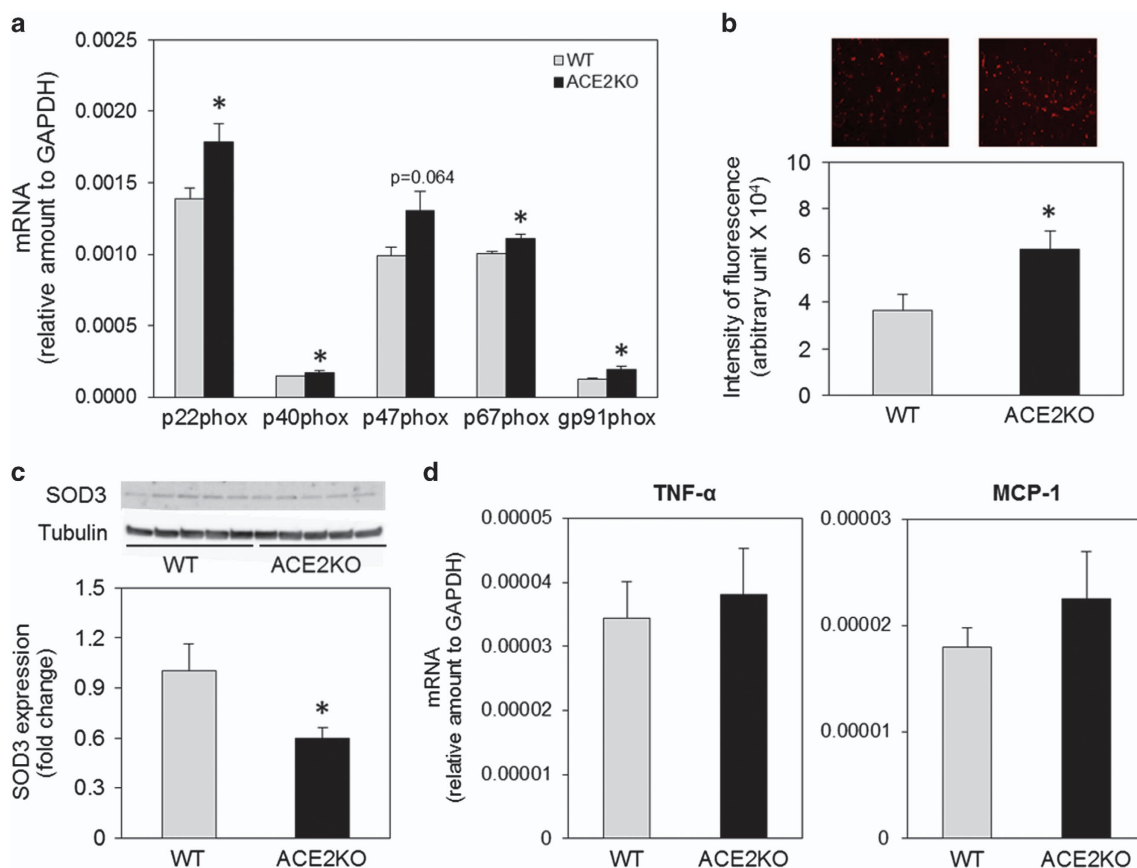 a
0.0025
0.0020
0.0015
0.0010
0.0005
0.0000
mRNA
(relative amount to GAPDH)
WT
ACE2KO
*
*
p=0.064
*
*
p22phox p40phox p47phox p67phox gp91phox
b
10
8
6
4
2
0
Intensity of fluorescence
(arbitrary unit X 10⁴)
*
WT ACE2KO
c
SOD3
Tubulin
WT ACE2KO
1.5
1.2
0.9
0.6
0.3
0
SOD3 expression
(fold change)
*
WT ACE2KO
d
TNF-α
0.00005
0.00004
0.00003
0.00002
0.00001
0
mRNA
(relative amount to GAPDH)
WT ACE2KO
MCP-1
0.00003
0.00002
0.00001
0
WT ACE2KO